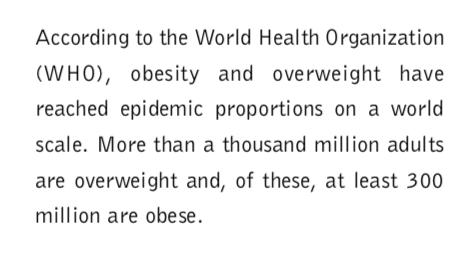 According to the World Health Organization
(WHO), obesity and overweight have
reached epidemic proportions on a world
scale. More than a thousand million adults
are overweight and, of these, at least 300
million are obese.